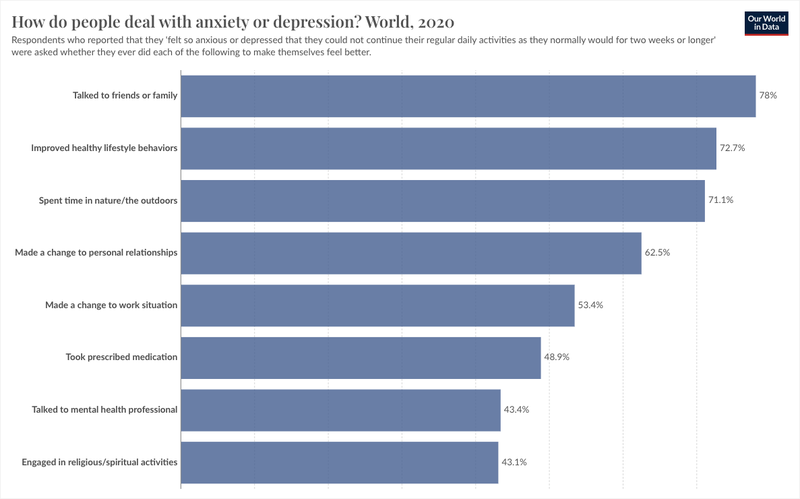 How do people deal with anxiety or depression? World, 2020
Our World
in Data
Respondents who reported that they 'felt so anxious or depressed that they could not continue their regular daily activities as they normally would for two weeks or longer'
were asked whether they ever did each of the following to make themselves feel better.
Talked to friends or family 78%
Improved healthy lifestyle behaviors 72.7%
Spent time in nature/the outdoors 71.1%
Made a change to personal relationships 62.5%
Made a change to work situation 53.4%
Took prescribed medication 48.9%
Talked to mental health professional 43.4%
Engaged in religious/spiritual activities 43.1%